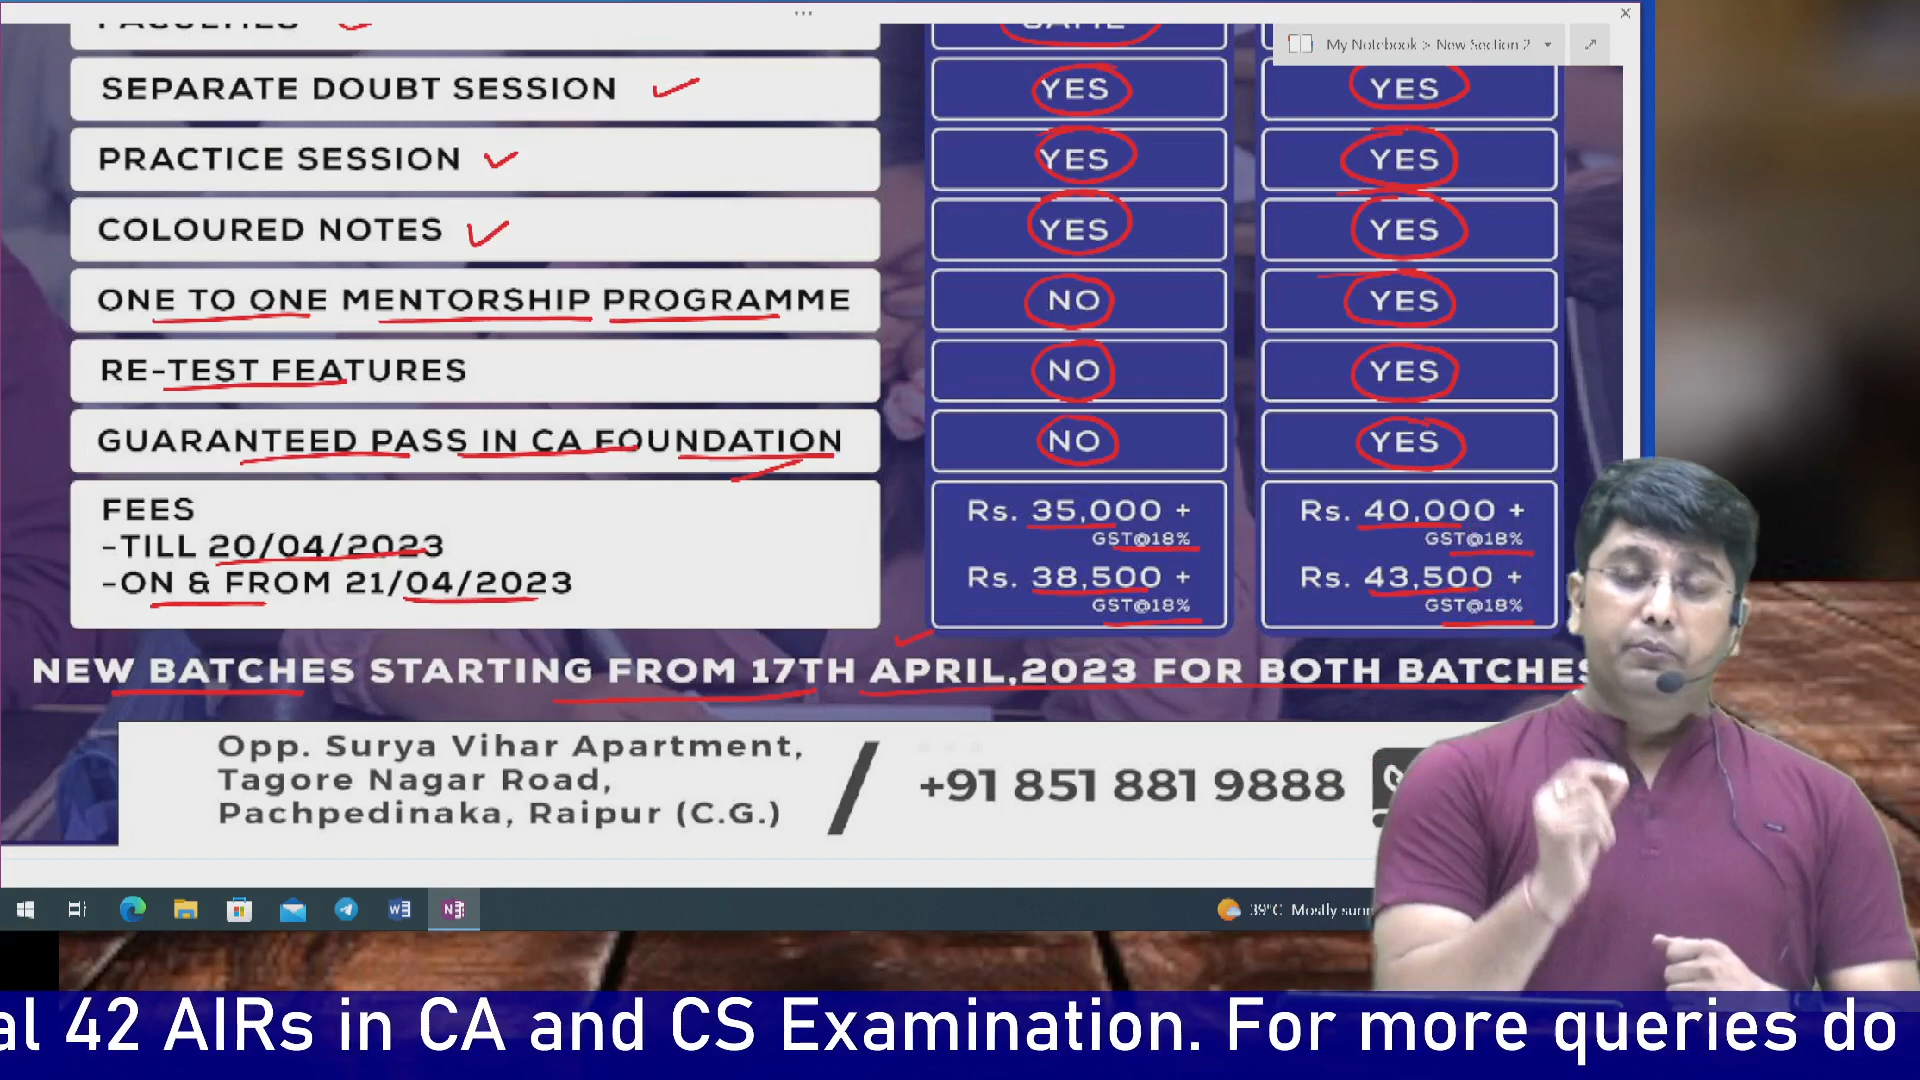 FACULTIES SAME
My Notebook > New Section 2
SEPARATE DOUBT SESSION YES YES
PRACTICE SESSION YES YES
COLOURED NOTES YES YES
ONE TO ONE MENTORSHIP PROGRAMME NO YES
RE-TEST FEATURES NO YES
GUARANTEED PASS IN CA FOUNDATION NO YES
FEES
-TILL 20/04/2023
-ON & FROM 21/04/2023
Rs. 35,000 +
GST@18%
Rs. 38,500 +
GST@18%
Rs. 40,000 +
GST@18%
Rs. 43,500 +
GST@18%
NEW BATCHES STARTING FROM 17TH APRIL,2023 FOR BOTH BATCHES
Opp. Surya Vihar Apartment,
Tagore Nagar Road,
Pachpedinaka, Raipur (C.G.)
+91 851 881 9888
39°C Mostly sunn
al 42 AIRs in CA and CS Examination. For more queries do